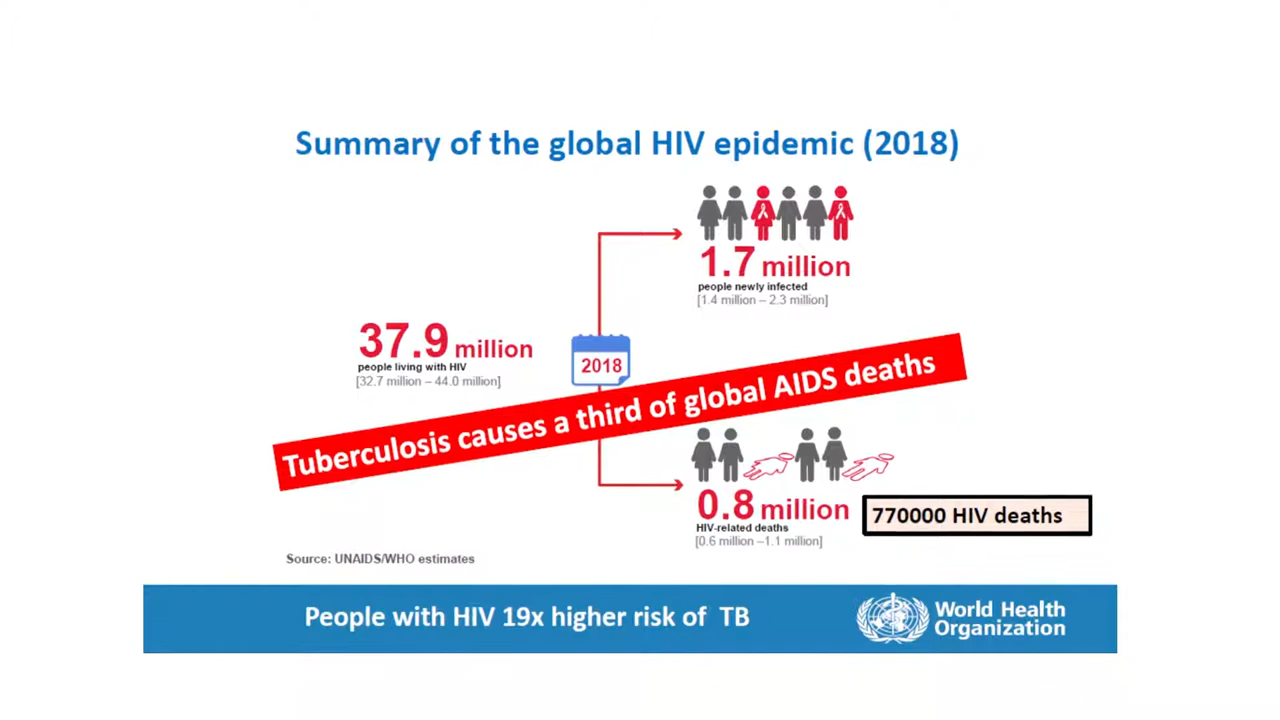 Summary of the global HIV epidemic (2018)
1.7 million
people newly infected
[1.4 million – 2.3 million]
37.9 million
people living with HIV
[32.7 million – 44.0 million]
2018
Tuberculosis causes a third of global AIDS deaths
0.8 million
HIV-related deaths
[0.6 million –1.1 million]
770000 HIV deaths
Source: UNAIDS/WHO estimates
People with HIV 19x higher risk of TB
World Health
Organization